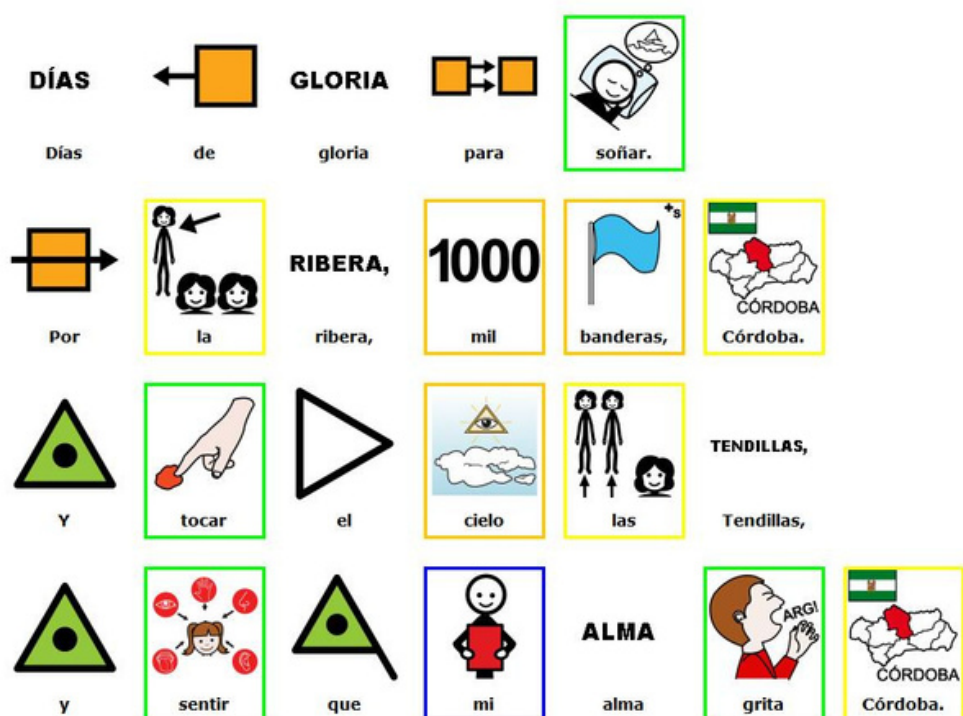 DÍAS GLORIA
Días de gloria para soñar.
RIBERA, 1000 +s CÓRDOBA
Por la ribera, mil banderas, Córdoba.
TENDILLAS,
Y tocar el cielo las Tendillas,
ALMA ARG! CÓRDOBA
y sentir que mi alma grita Córdoba.